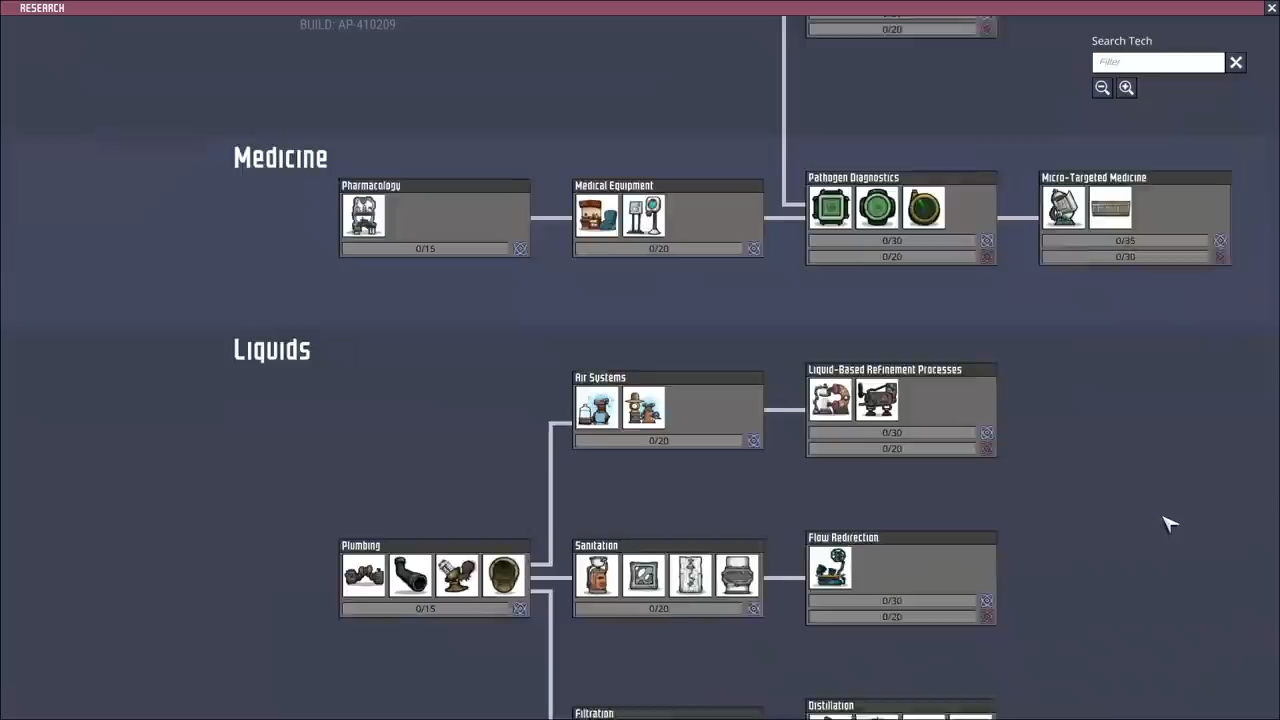 RESEARCH
BUILD: AP-410209
0/20
Search Tech
Filter
Medicine
Pharmacology
0/15
Medical Equipment
0/20
Pathogen Diagnostics
0/30
0/20
Micro-Targeted Medicine
0/35
0/30
Liquids
Air Systems
0/20
Liquid-Based Refinement Processes
0/30
0/20
Plumbing
0/15
Sanitation
0/20
Flow Redirection
0/30
0/20
Filtration
Distillation